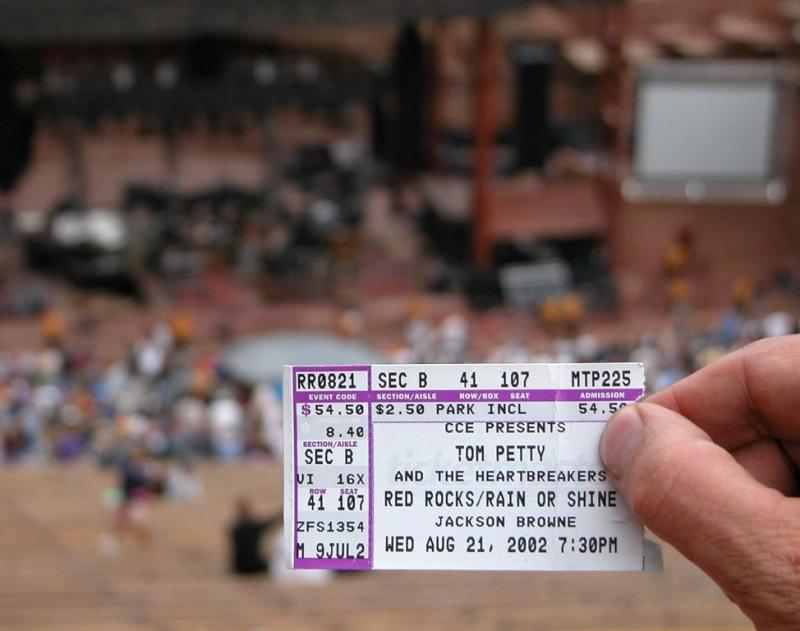 RR0821 SEC B 41 107 MTP225
EVENT CODE SECTION/AISLE ROW/BOX SEAT ADMISSION
$54.50 $2.50 PARK INCL 54.50
8.40 CCE PRESENTS
SECTION/AISLE
SEC B TOM PETTY
VI 16X AND THE HEARTBREAKERS
ROW SEAT
41 107 RED ROCKS/RAIN OR SHINE
ZFS1354 JACKSON BROWNE
M 9JUL2 WED AUG 21, 2002 7:30PM